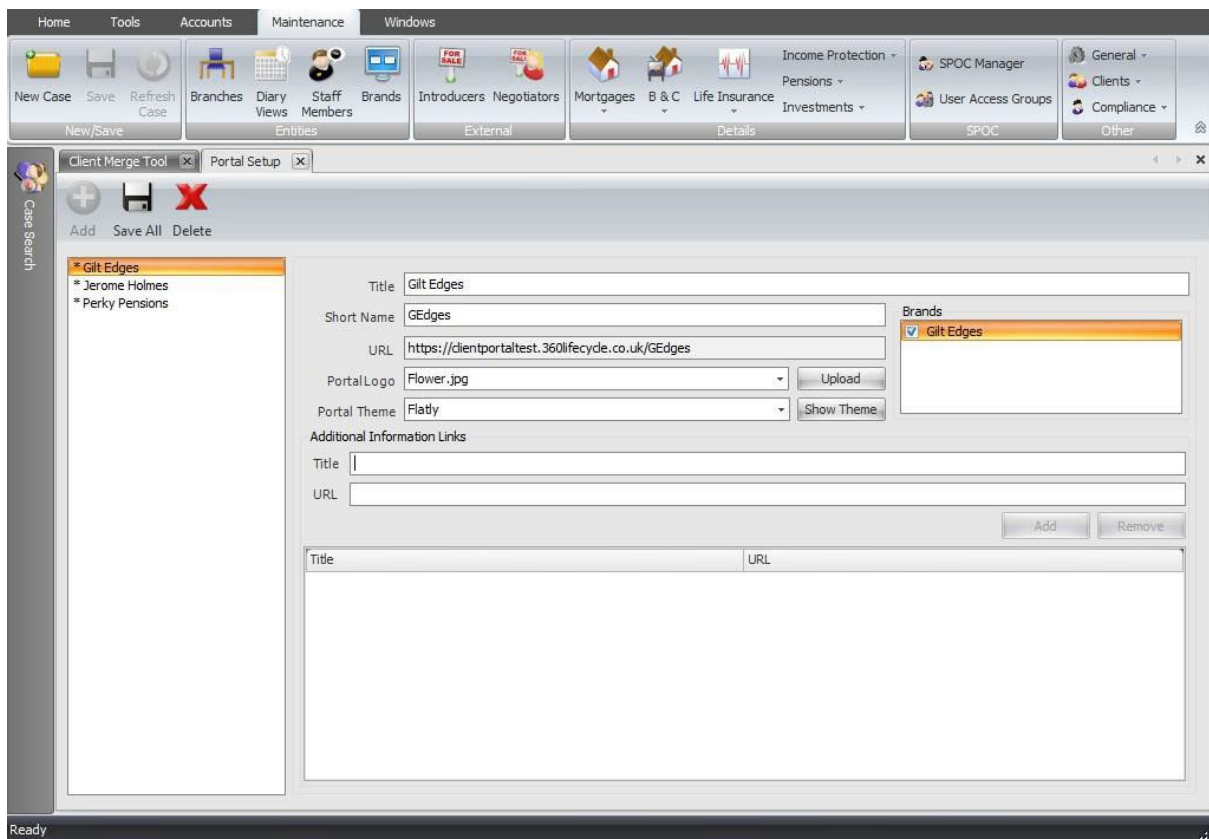 Home Tools Accounts Maintenance Windows
New Case Save Refresh Case
New/Save
Branches Diary Views Staff Members Brands
Entities
FOR SALE
Introducers Negotiators
External
Mortgages B & C Life Insurance
Income Protection
Pensions
Investments
Details
SPOC Manager
User Access Groups
SPOC
General
Clients
Compliance
Other
Case Search
Client Merge Tool Portal Setup
Add Save All Delete
* Gilt Edges
* Jerome Holmes
* Perky Pensions
Title Gilt Edges
Short Name GEdges
URL https://clientportaltest.360lifecycle.co.uk/GEdges
Portal Logo Flower.jpg Upload
Portal Theme Flatly Show Theme
Brands
Gilt Edges
Additional Information Links
Title
URL
Add Remove
Title URL
Ready